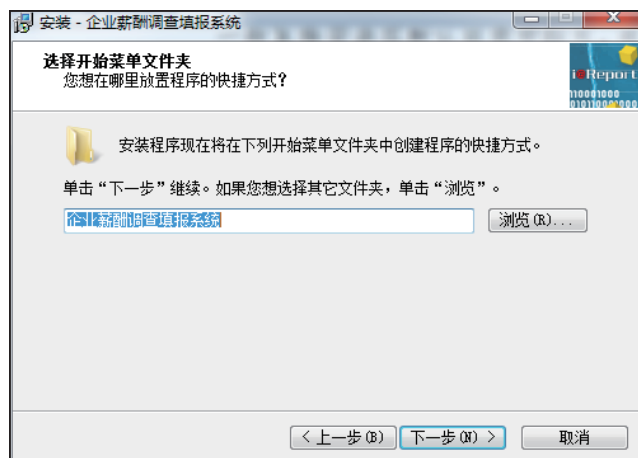 安装 - 企业薪酬调查填报系统
选择开始菜单文件夹
您想在哪里放置程序的快捷方式?
i@Report
110001000
安装程序现在将在下列开始菜单文件夹中创建程序的快捷方式。
单击“下一步”继续。如果您想选择其它文件夹，单击“浏览”。
企业薪酬调查填报系统
浏览(R)...
< 上一步(B)
下一步(N) >
取消